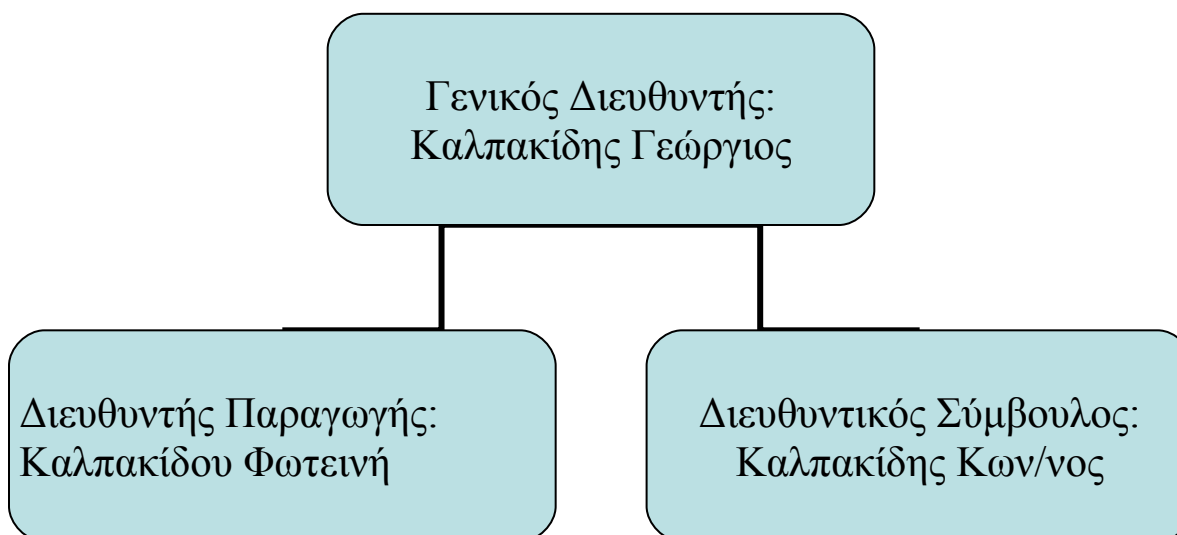 Γενικός Διευθυντής:
Καλπακίδης Γεώργιος
Διευθυντής Παραγωγής:
Καλπακίδου Φωτεινή
Διευθυντικός Σύμβουλος:
Καλπακίδης Κων/νος